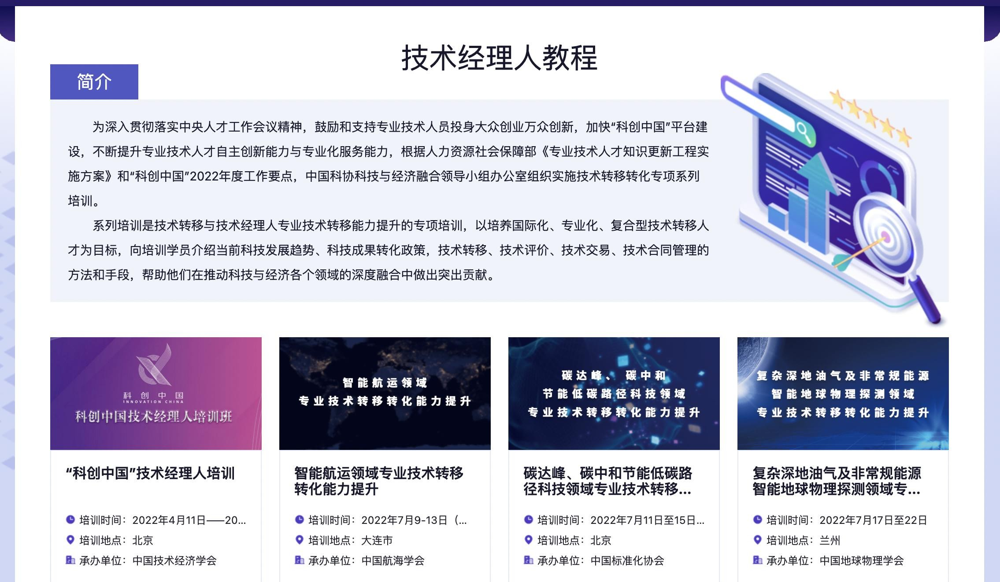 技术经理人教程
简介
为深入贯彻落实中央人才工作会议精神，鼓励和支持专业技术人员投身大众创业万众创新，加快“科创中国”平台建
设，不断提升专业技术人才自主创新能力与专业化服务能力，根据人力资源社会保障部《专业技术人才知识更新工程实
施方案》和“科创中国”2022年度工作要点，中国科协科技与经济融合领导小组办公室组织实施技术转移转化专项系列
培训。
系列培训是技术转移与技术经理人专业技术转移能力提升的专项培训，以培养国际化、专业化、复合型技术转移人
才为目标，向培训学员介绍当前科技发展趋势、科技成果转化政策，技术转移、技术评价、技术交易、技术合同管理的
方法和手段，帮助他们在推动科技与经济各个领域的深度融合中做出突出贡献。
科创中国
INNOVATION CHINA
科创中国技术经理人培训班
“科创中国”技术经理人培训
培训时间：2022年4月11日——20...
培训地点：北京
承办单位：中国技术经济学会
智能航运领域
专业技术转移转化能力提升
智能航运领域专业技术转移
转化能力提升
培训时间：2022年7月9-13日（...
培训地点：大连市
承办单位：中国航海学会
碳达峰、碳中和
节能低碳路径科技领域
专业技术转移转化能力提升
碳达峰、碳中和节能低碳路
径科技领域专业技术转移...
培训时间：2022年7月11日至15日...
培训地点：北京
承办单位：中国标准化协会
复杂深地油气及非常规能源
智能地球物理探测领域
专业技术转移转化能力提升
复杂深地油气及非常规能源
智能地球物理探测领域专...
培训时间：2022年7月17日至22日
培训地点：兰州
承办单位：中国地球物理学会